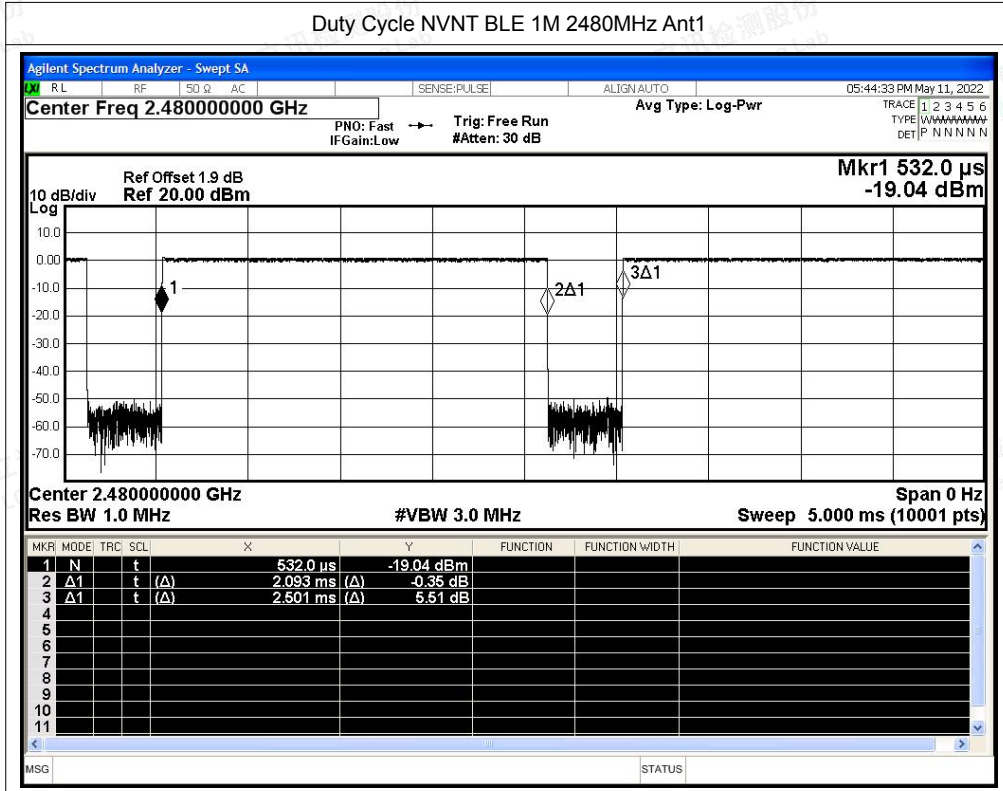 Duty Cycle NVNT BLE 1M 2480MHz Ant1
Agilent Spectrum Analyzer - Swept SA
LXI RL RF 50 Ω AC SENSE:PULSE ALIGN AUTO 05:44:33 PM May 11, 2022
Center Freq 2.480000000 GHz Avg Type: Log-Pwr TRACE 1 2 3 4 5 6
PNO: Fast Trig: Free Run TYPE WWWWWW
IFGain:Low #Atten: 30 dB DET P N N N N N
Mkr1 532.0 µs
Ref Offset 1.9 dB
10 dB/div Ref 20.00 dBm -19.04 dBm
Log
10.0
0.00
-10.0
-20.0
-30.0
-40.0
-50.0
-60.0
-70.0
1
2Δ1
3Δ1
Center 2.480000000 GHz Span 0 Hz
Res BW 1.0 MHz #VBW 3.0 MHz Sweep 5.000 ms (10001 pts)
MKR MODE TRC SCL X Y FUNCTION FUNCTION WIDTH FUNCTION VALUE
1 N t 532.0 µs -19.04 dBm
2 Δ1 t (Δ) 2.093 ms (Δ) -0.35 dB
3 Δ1 t (Δ) 2.501 ms (Δ) 5.51 dB
4
5
6
7
8
9
10
11
MSG STATUS